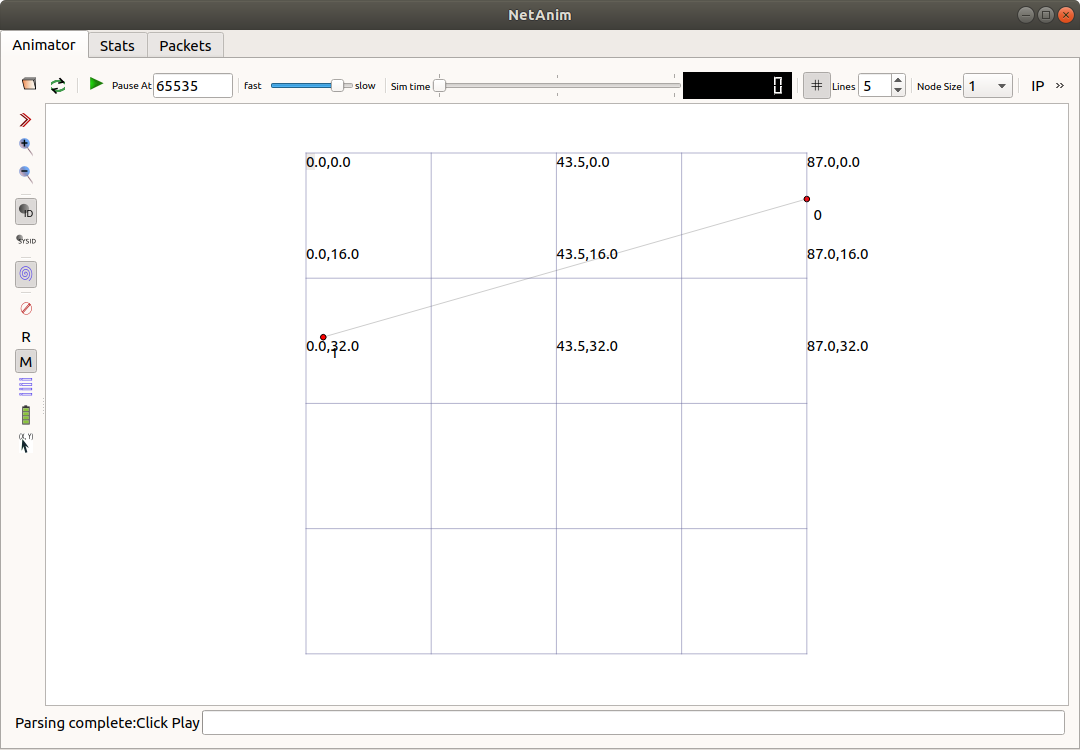 NetAnim
Animator Stats Packets
Pause At 65535 fast slow Sim time 0 # Lines 5 Node Size 1 IP »
ID
SYSID
R
M
(X, Y)
0.0,0.0 43.5,0.0 87.0,0.0
0
0.0,16.0 43.5,16.0 87.0,16.0
0.0,32.0 43.5,32.0 87.0,32.0
1
Parsing complete:Click Play